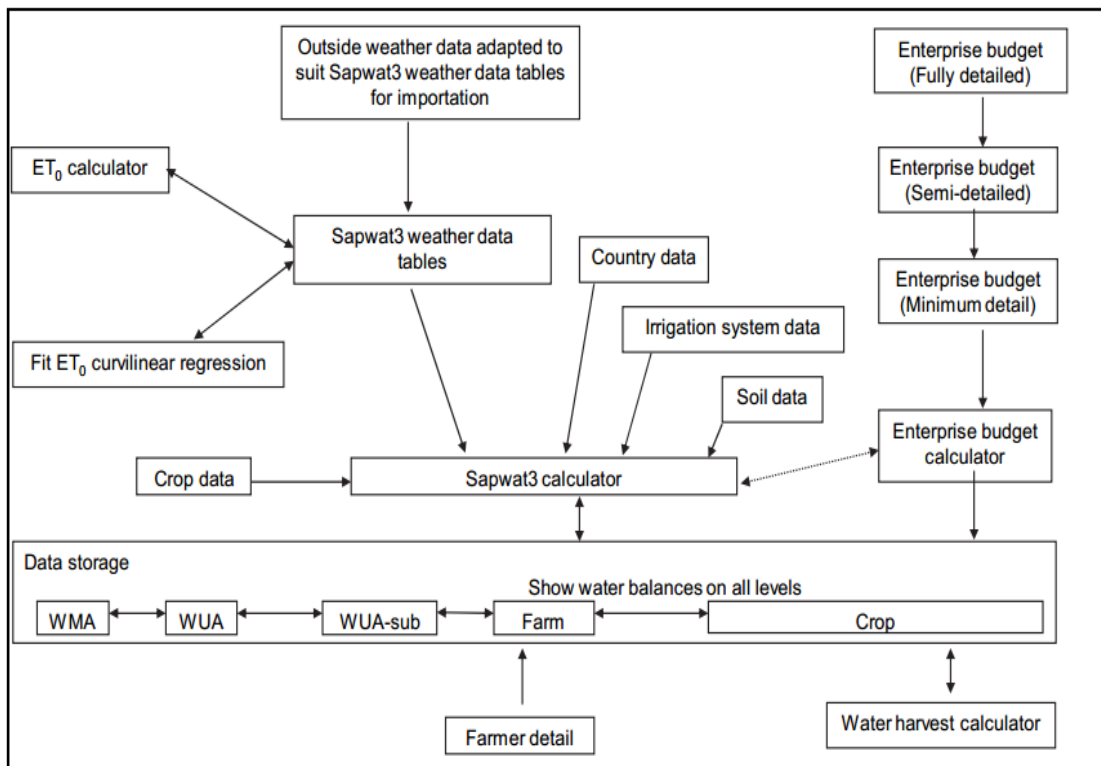 Outside weather data adapted to
suit Sapwat3 weather data tables
for importation
Enterprise budget
(Fully detailed)
ET₀ calculator
Enterprise budget
(Semi-detailed)
Sapwat3 weather data
tables
Country data
Enterprise budget
(Minimum detail)
Irrigation system data
Fit ET₀ curvilinear regression
Soil data
Enterprise budget
calculator
Crop data
Sapwat3 calculator
Data storage
Show water balances on all levels
WMA
WUA
WUA-sub
Farm
Crop
Farmer detail
Water harvest calculator